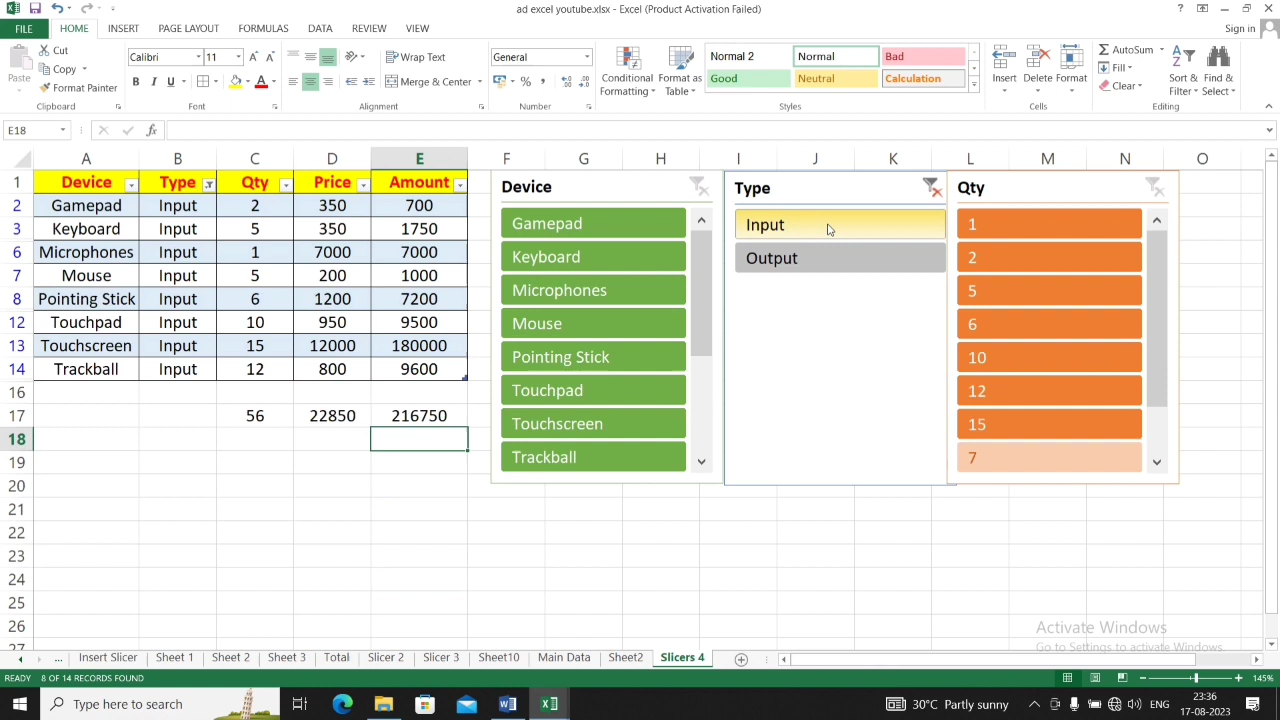 ad excel youtube.xlsx - Excel (Product Activation Failed)
FILE HOME INSERT PAGE LAYOUT FORMULAS DATA REVIEW VIEW Sign in
Paste Cut Copy Format Painter Clipboard
Calibri 11 B I U A Font
Wrap Text Merge & Center Alignment
General % Number
Conditional Formatting Format as Table
Normal 2 Normal Bad
Good Neutral Calculation
Styles
Insert Delete Format Cells
AutoSum Fill Clear Sort & Filter Find & Select Editing
E18 fx
A B C D E F G H I J K L M N O
1 Device Type Qty Price Amount
2 Gamepad Input 2 350 700
3 Keyboard Input 5 350 1750
6 Microphones Input 1 7000 7000
7 Mouse Input 5 200 1000
8 Pointing Stick Input 6 1200 7200
12 Touchpad Input 10 950 9500
13 Touchscreen Input 15 12000 180000
14 Trackball Input 12 800 9600
16
17 56 22850 216750
18
19
20
21
22
23
24
25
26
27
Device
Gamepad
Keyboard
Microphones
Mouse
Pointing Stick
Touchpad
Touchscreen
Trackball
Type
Input
Output
Qty
1
2
5
6
10
12
15
7
Activate Windows
Go to Settings to activate Windows.
... Insert Slicer Sheet 1 Sheet 2 Sheet 3 Total Slicer 2 Slicer 3 Sheet10 Main Data Sheet2 Slicers 4
READY 8 OF 14 RECORDS FOUND 145%
Type here to search 30°C Partly sunny ENG 23:36
17-08-2023